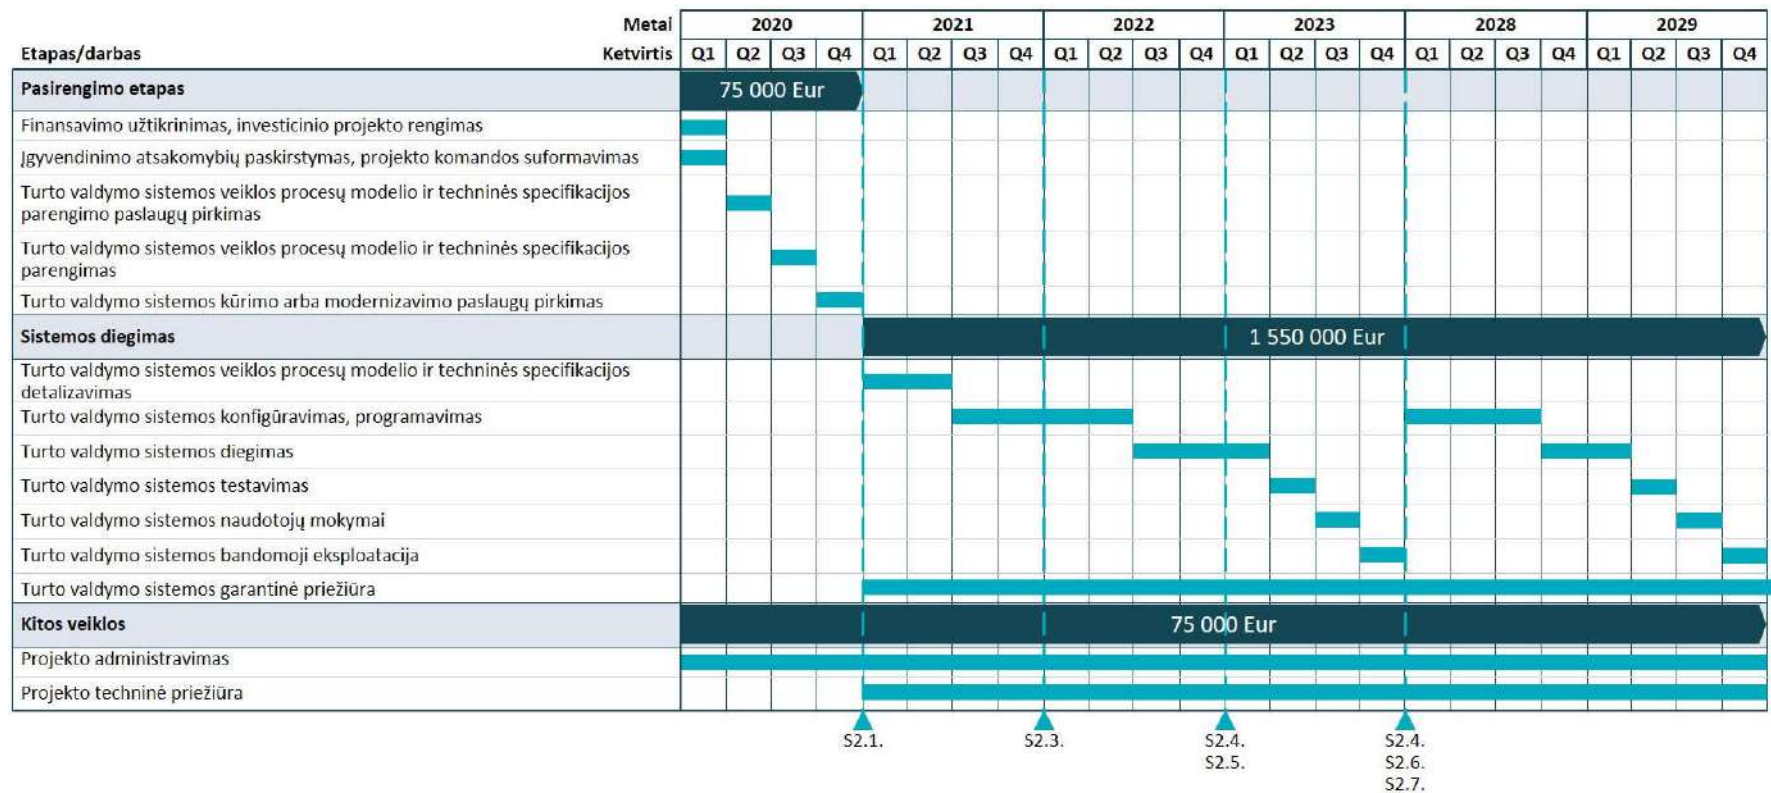 Metai 2020 2021 2022 2023 2028 2029
Etapas/darbas Ketvirtis Q1 Q2 Q3 Q4 Q1 Q2 Q3 Q4 Q1 Q2 Q3 Q4 Q1 Q2 Q3 Q4 Q1 Q2 Q3 Q4 Q1 Q2 Q3 Q4
Pasirengimo etapas 75 000 Eur
Finansavimo užtikrinimas, investicinio projekto rengimas
Įgyvendinimo atsakomybių paskirstymas, projekto komandos suformavimas
Turto valdymo sistemos veiklos procesų modelio ir techninės specifikacijos
parengimo paslaugų pirkimas
Turto valdymo sistemos veiklos procesų modelio ir techninės specifikacijos
parengimas
Turto valdymo sistemos kūrimo arba modernizavimo paslaugų pirkimas
Sistemos diegimas 1 550 000 Eur
Turto valdymo sistemos veiklos procesų modelio ir techninės specifikacijos
detalizavimas
Turto valdymo sistemos konfigūravimas, programavimas
Turto valdymo sistemos diegimas
Turto valdymo sistemos testavimas
Turto valdymo sistemos naudotojų mokymai
Turto valdymo sistemos bandomoji eksploatacija
Turto valdymo sistemos garantinė priežiūra
Kitos veiklos 75 000 Eur
Projekto administravimas
Projekto techninė priežiūra
S2.1. S2.3. S2.4. S2.4.
S2.5. S2.6.
S2.7.